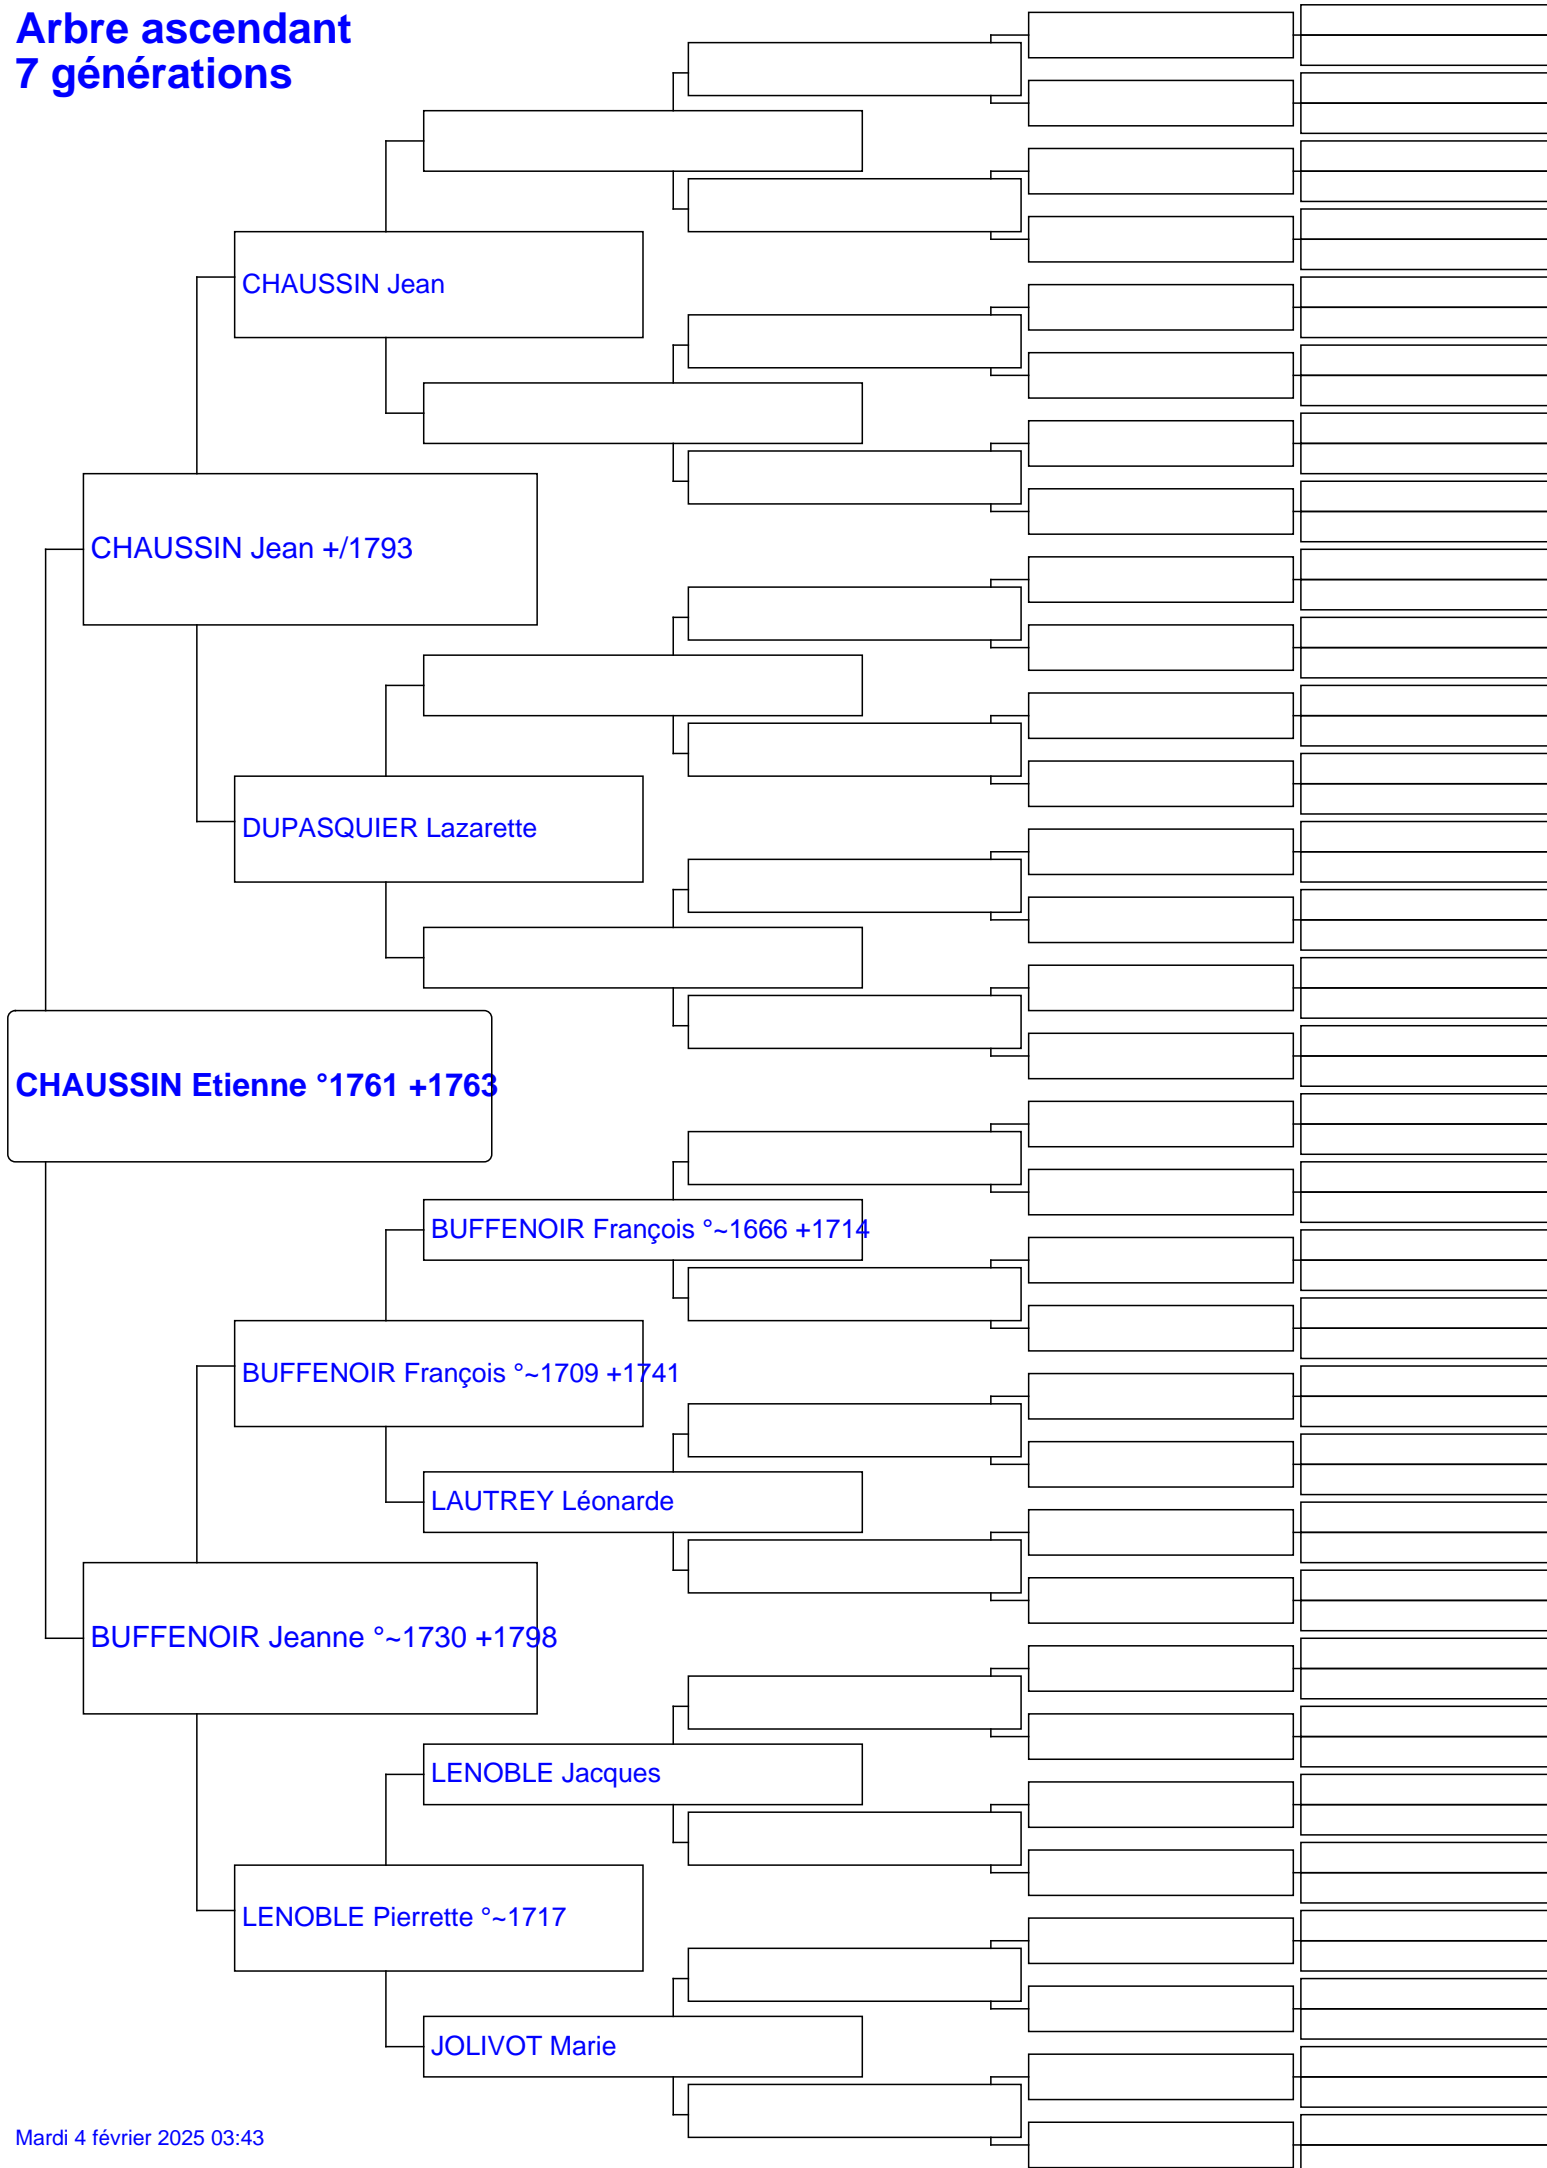 Arbre ascendant
7 générations
CHAUSSIN Jean
CHAUSSIN Jean +/1793
DUPASQUIER Lazarette
CHAUSSIN Etienne °1761 +1763
BUFFENOIR François °~1666 +1714
BUFFENOIR François °~1709 +1741
LAUTREY Léonarde
BUFFENOIR Jeanne °~1730 +1798
LENOBLE Jacques
LENOBLE Pierrette °~1717
JOLIVOT Marie
Mardi 4 février 2025 03:43